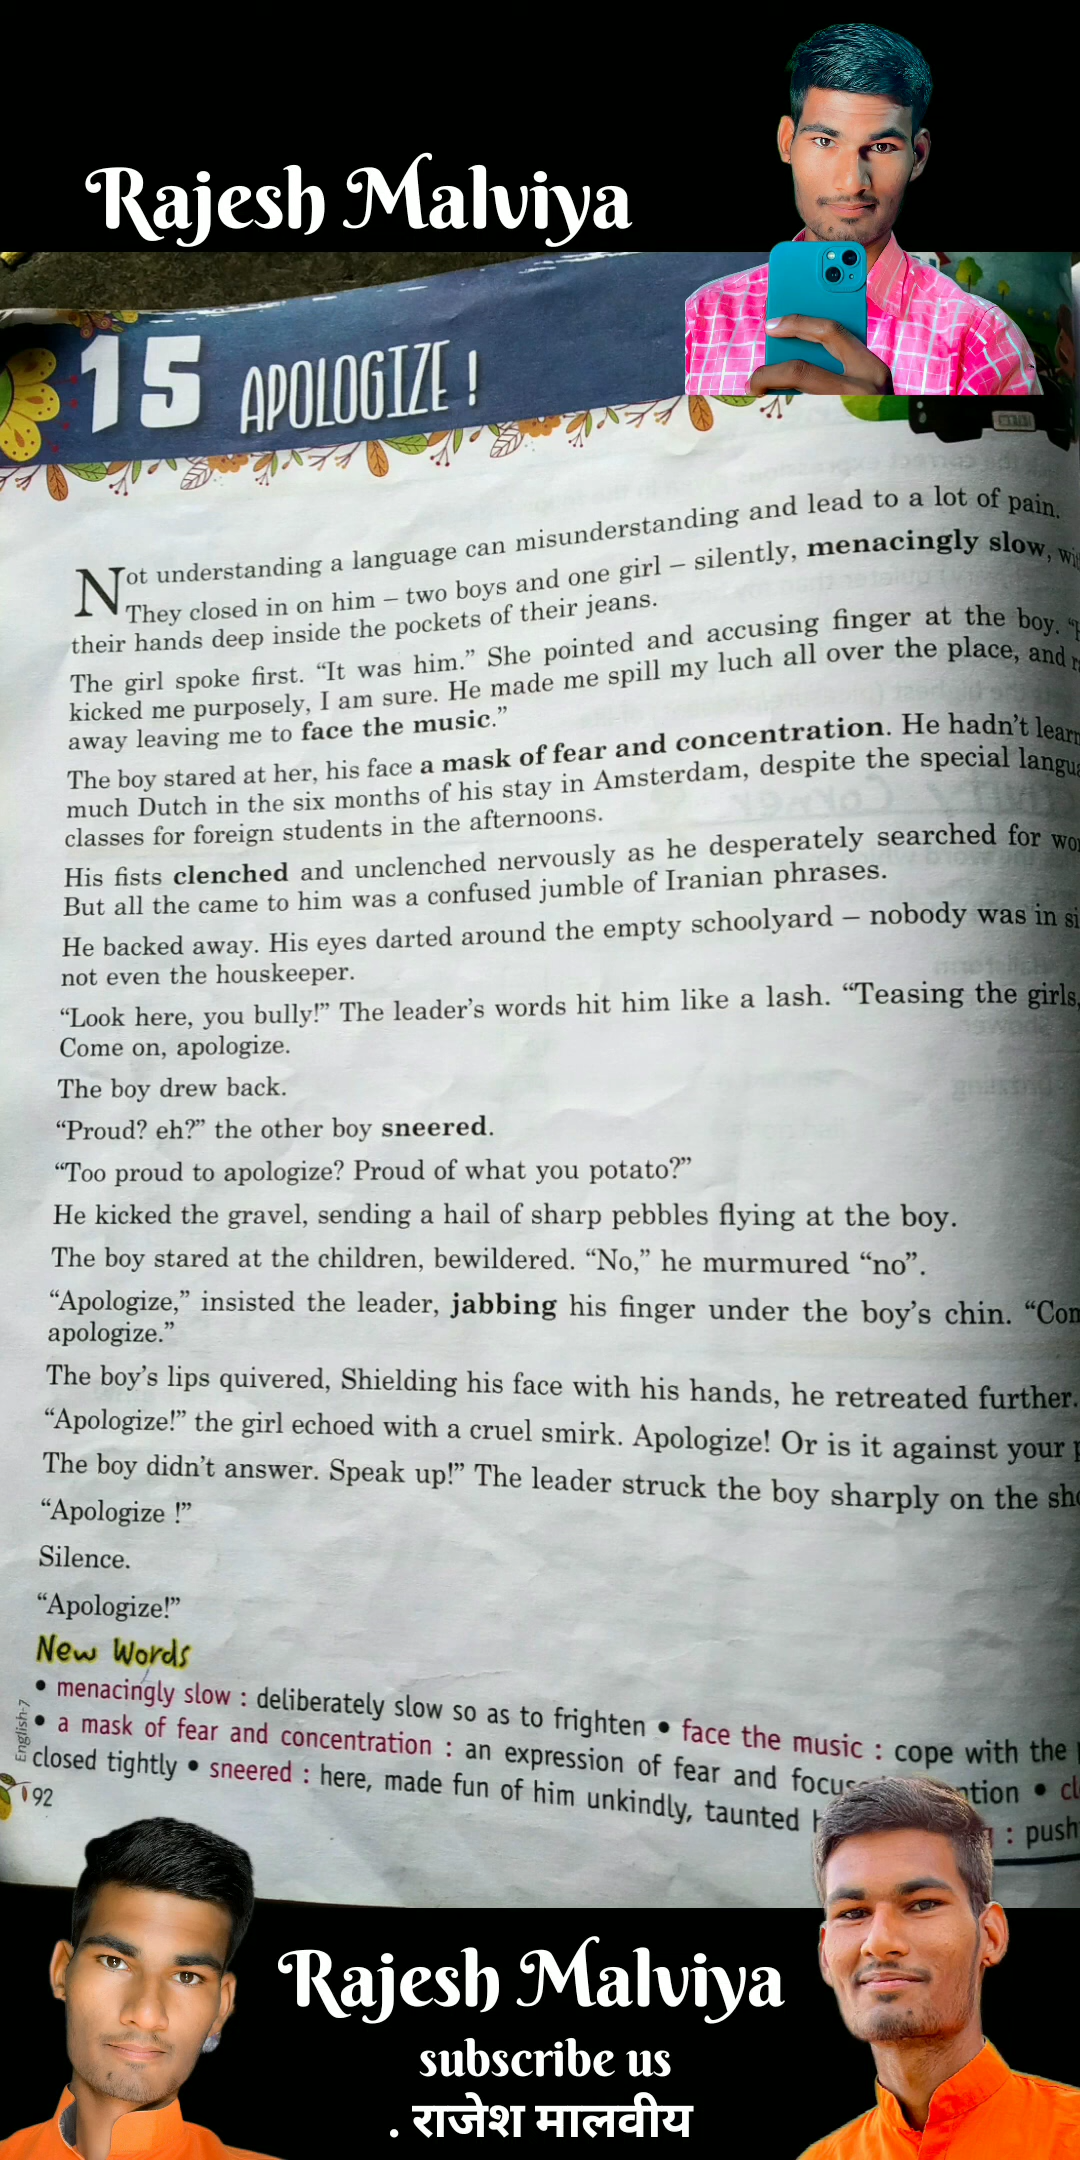 Rajesh Malviya
15 APOLOGIZE !
Not understanding a language can misunderstanding and lead to a lot of pain.
They closed in on him – two boys and one girl – silently, menacingly slow,
their hands deep inside the pockets of their jeans.
The girl spoke first. “It was him.” She pointed and accusing finger at the boy.
kicked me purposely, I am sure. He made me spill my luch all over the place, and
away leaving me to face the music.”
The boy stared at her, his face a mask of fear and concentration. He hadn’t
much Dutch in the six months of his stay in Amsterdam, despite the special
classes for foreign students in the afternoons.
His fists clenched and unclenched nervously as he desperately searched for
But all the came to him was a confused jumble of Iranian phrases.
He backed away. His eyes darted around the empty schoolyard – nobody was in
not even the houskeeper.
“Look here, you bully!” The leader’s words hit him like a lash. “Teasing the girls,
Come on, apologize.
The boy drew back.
“Proud? eh?” the other boy sneered.
“Too proud to apologize? Proud of what you potato?”
He kicked the gravel, sending a hail of sharp pebbles flying at the boy.
The boy stared at the children, bewildered. “No,” he murmured “no”.
“Apologize,” insisted the leader, jabbing his finger under the boy’s chin.
apologize.”
The boy’s lips quivered, Shielding his face with his hands, he retreated further.
“Apologize!” the girl echoed with a cruel smirk. Apologize! Or is it against your
The boy didn’t answer. Speak up!” The leader struck the boy sharply on the
“Apologize !”
Silence.
“Apologize!”
New Words
• menacingly slow : deliberately slow so as to frighten • face the music : cope with the
• a mask of fear and concentration : an expression of fear and •
closed tightly • sneered : here, made fun of him unkindly, taunted : push
English-7
92
Rajesh Malviya
subscribe us
. राजेश मालवीय